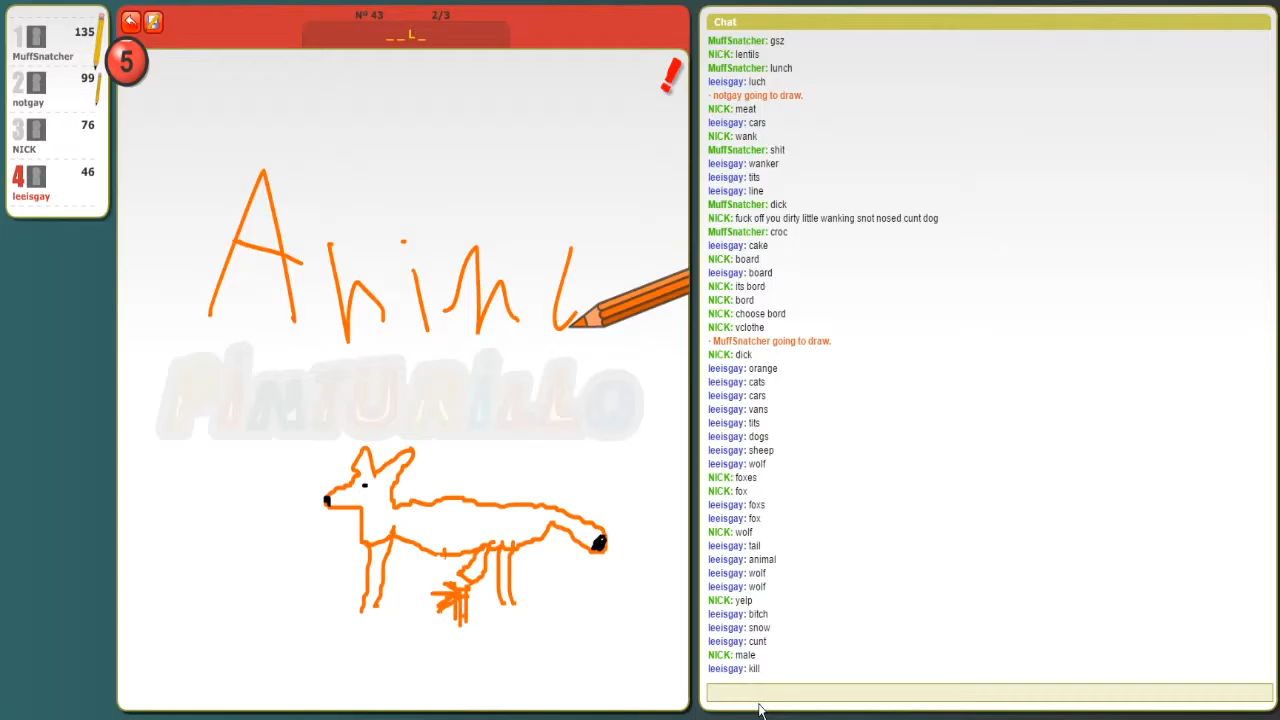 1 135
MuffSnatcher
2 99
notgay
3 76
NICK
4 46
leeisgay
5
Nº 43 2/3
_ _ L _
!
Anim
PINTURILLO
Chat
MuffSnatcher: gsz
NICK: lentils
MuffSnatcher: lunch
leeisgay: luch
· notgay going to draw.
NICK: meat
leeisgay: cars
NICK: wank
MuffSnatcher: shit
leeisgay: wanker
leeisgay: tits
leeisgay: line
MuffSnatcher: dick
NICK: fuck off you dirty little wanking snot nosed cunt dog
MuffSnatcher: croc
leeisgay: cake
NICK: board
leeisgay: board
NICK: its bord
NICK: bord
NICK: choose bord
NICK: vclothe
· MuffSnatcher going to draw.
NICK: dick
leeisgay: orange
leeisgay: cats
leeisgay: cars
leeisgay: vans
leeisgay: tits
leeisgay: dogs
leeisgay: sheep
leeisgay: wolf
NICK: foxes
NICK: fox
leeisgay: foxs
leeisgay: fox
NICK: wolf
leeisgay: tail
leeisgay: animal
leeisgay: wolf
leeisgay: wolf
NICK: yelp
leeisgay: bitch
leeisgay: snow
leeisgay: cunt
NICK: male
leeisgay: kill